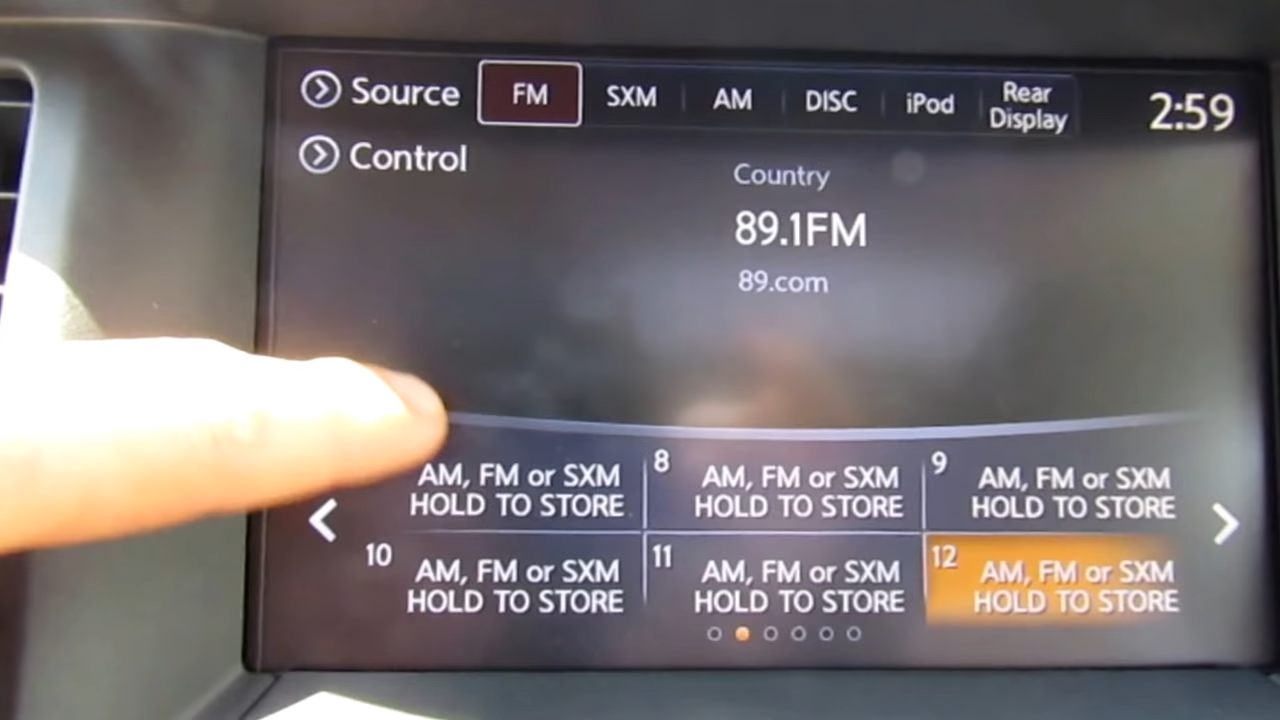 Source
FM
SXM
AM
DISC
iPod
Rear
Display
2:59
Control
Country
89.1FM
89.com
AM, FM or SXM
HOLD TO STORE
8
AM, FM or SXM
HOLD TO STORE
9
AM, FM or SXM
HOLD TO STORE
10
AM, FM or SXM
HOLD TO STORE
11
AM, FM or SXM
HOLD TO STORE
12
AM, FM or SXM
HOLD TO STORE